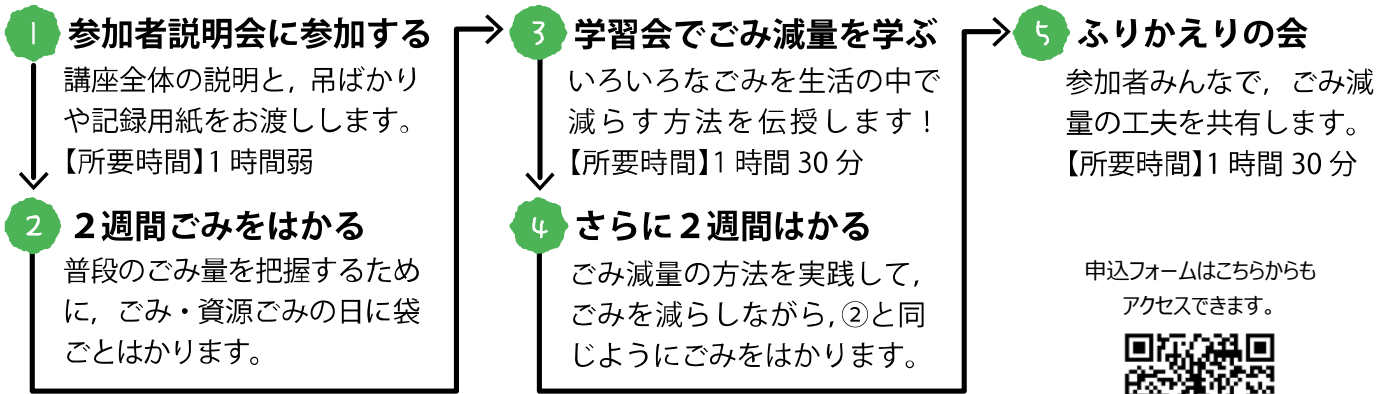 1 参加者説明会に参加する
講座全体の説明と，吊ばかり
や記録用紙をお渡しします。
【所要時間】1 時間弱
2 ２週間ごみをはかる
普段のごみ量を把握するため
に，ごみ・資源ごみの日に袋
ごとはかります。
3 学習会でごみ減量を学ぶ
いろいろなごみを生活の中で
減らす方法を伝授します！
【所要時間】1 時間 30 分
4 さらに２週間はかる
ごみ減量の方法を実践して，
ごみを減らしながら，②と同
じようにごみをはかります。
5 ふりかえりの会
参加者みんなで，ごみ減
量の工夫を共有します。
【所要時間】1 時間 30 分
申込フォームはこちらからも
アクセスできます。